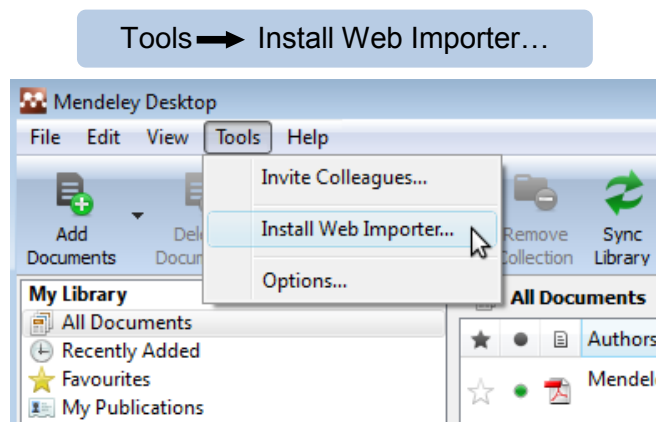 Tools → Install Web Importer…
Mendeley Desktop
File Edit View Tools Help
Invite Colleagues...
Install Web Importer...
Options...
Add
Documents
Remove
Sync
Library
My Library
All Documents
Recently Added
Favourites
My Publications
All Documents
Authors